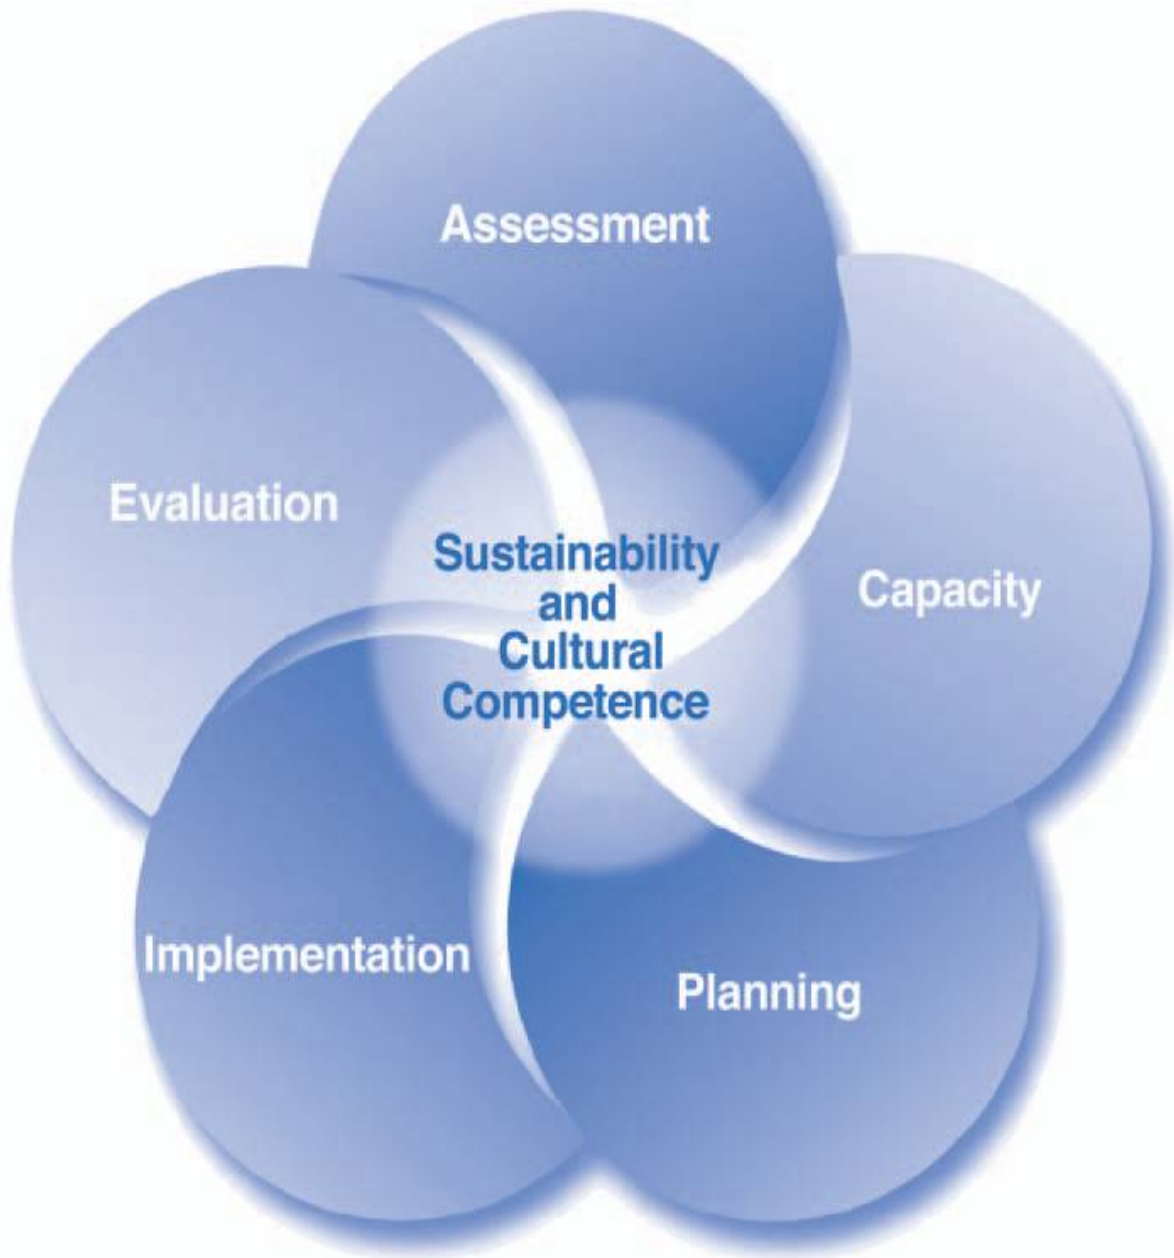 Assessment
Capacity
Planning
Implementation
Evaluation
Sustainability
and
Cultural
Competence